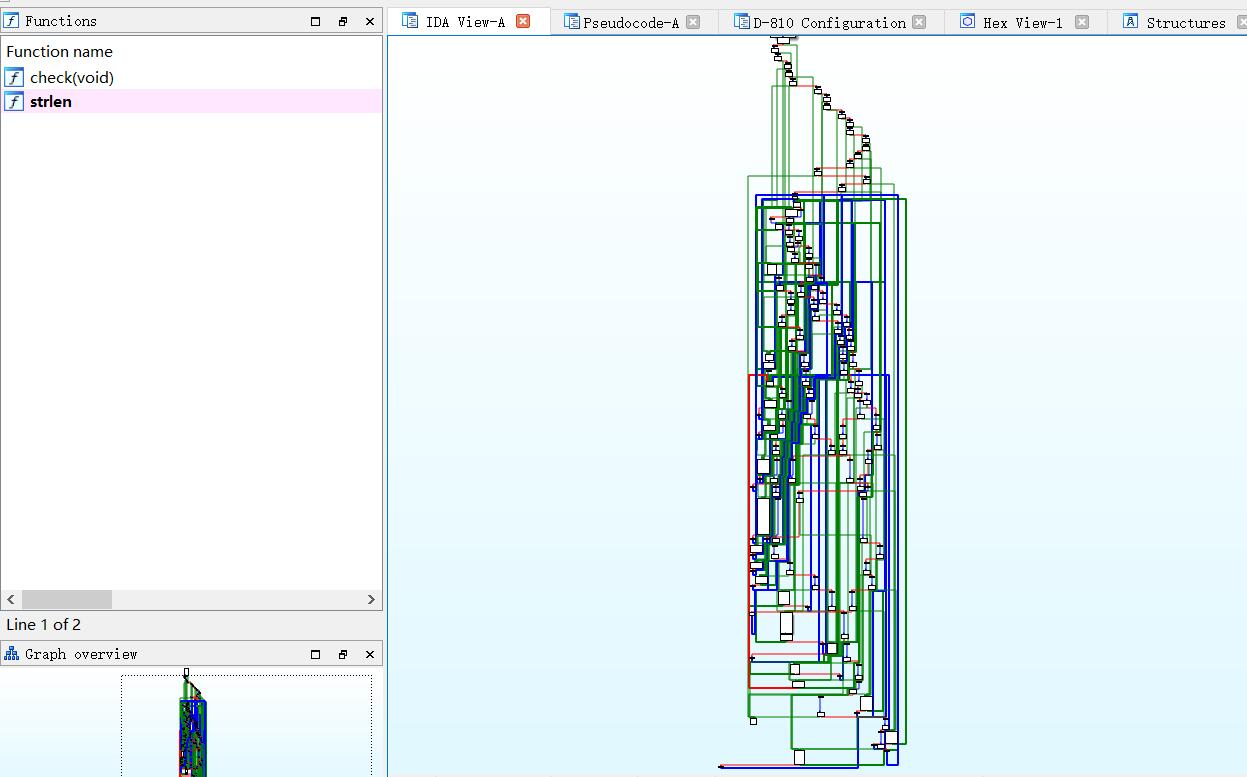 Functions
IDA View-A
Pseudocode-A
D-810 Configuration
Hex View-1
Structures
Function name
f check(void)
f strlen
Line 1 of 2
Graph overview